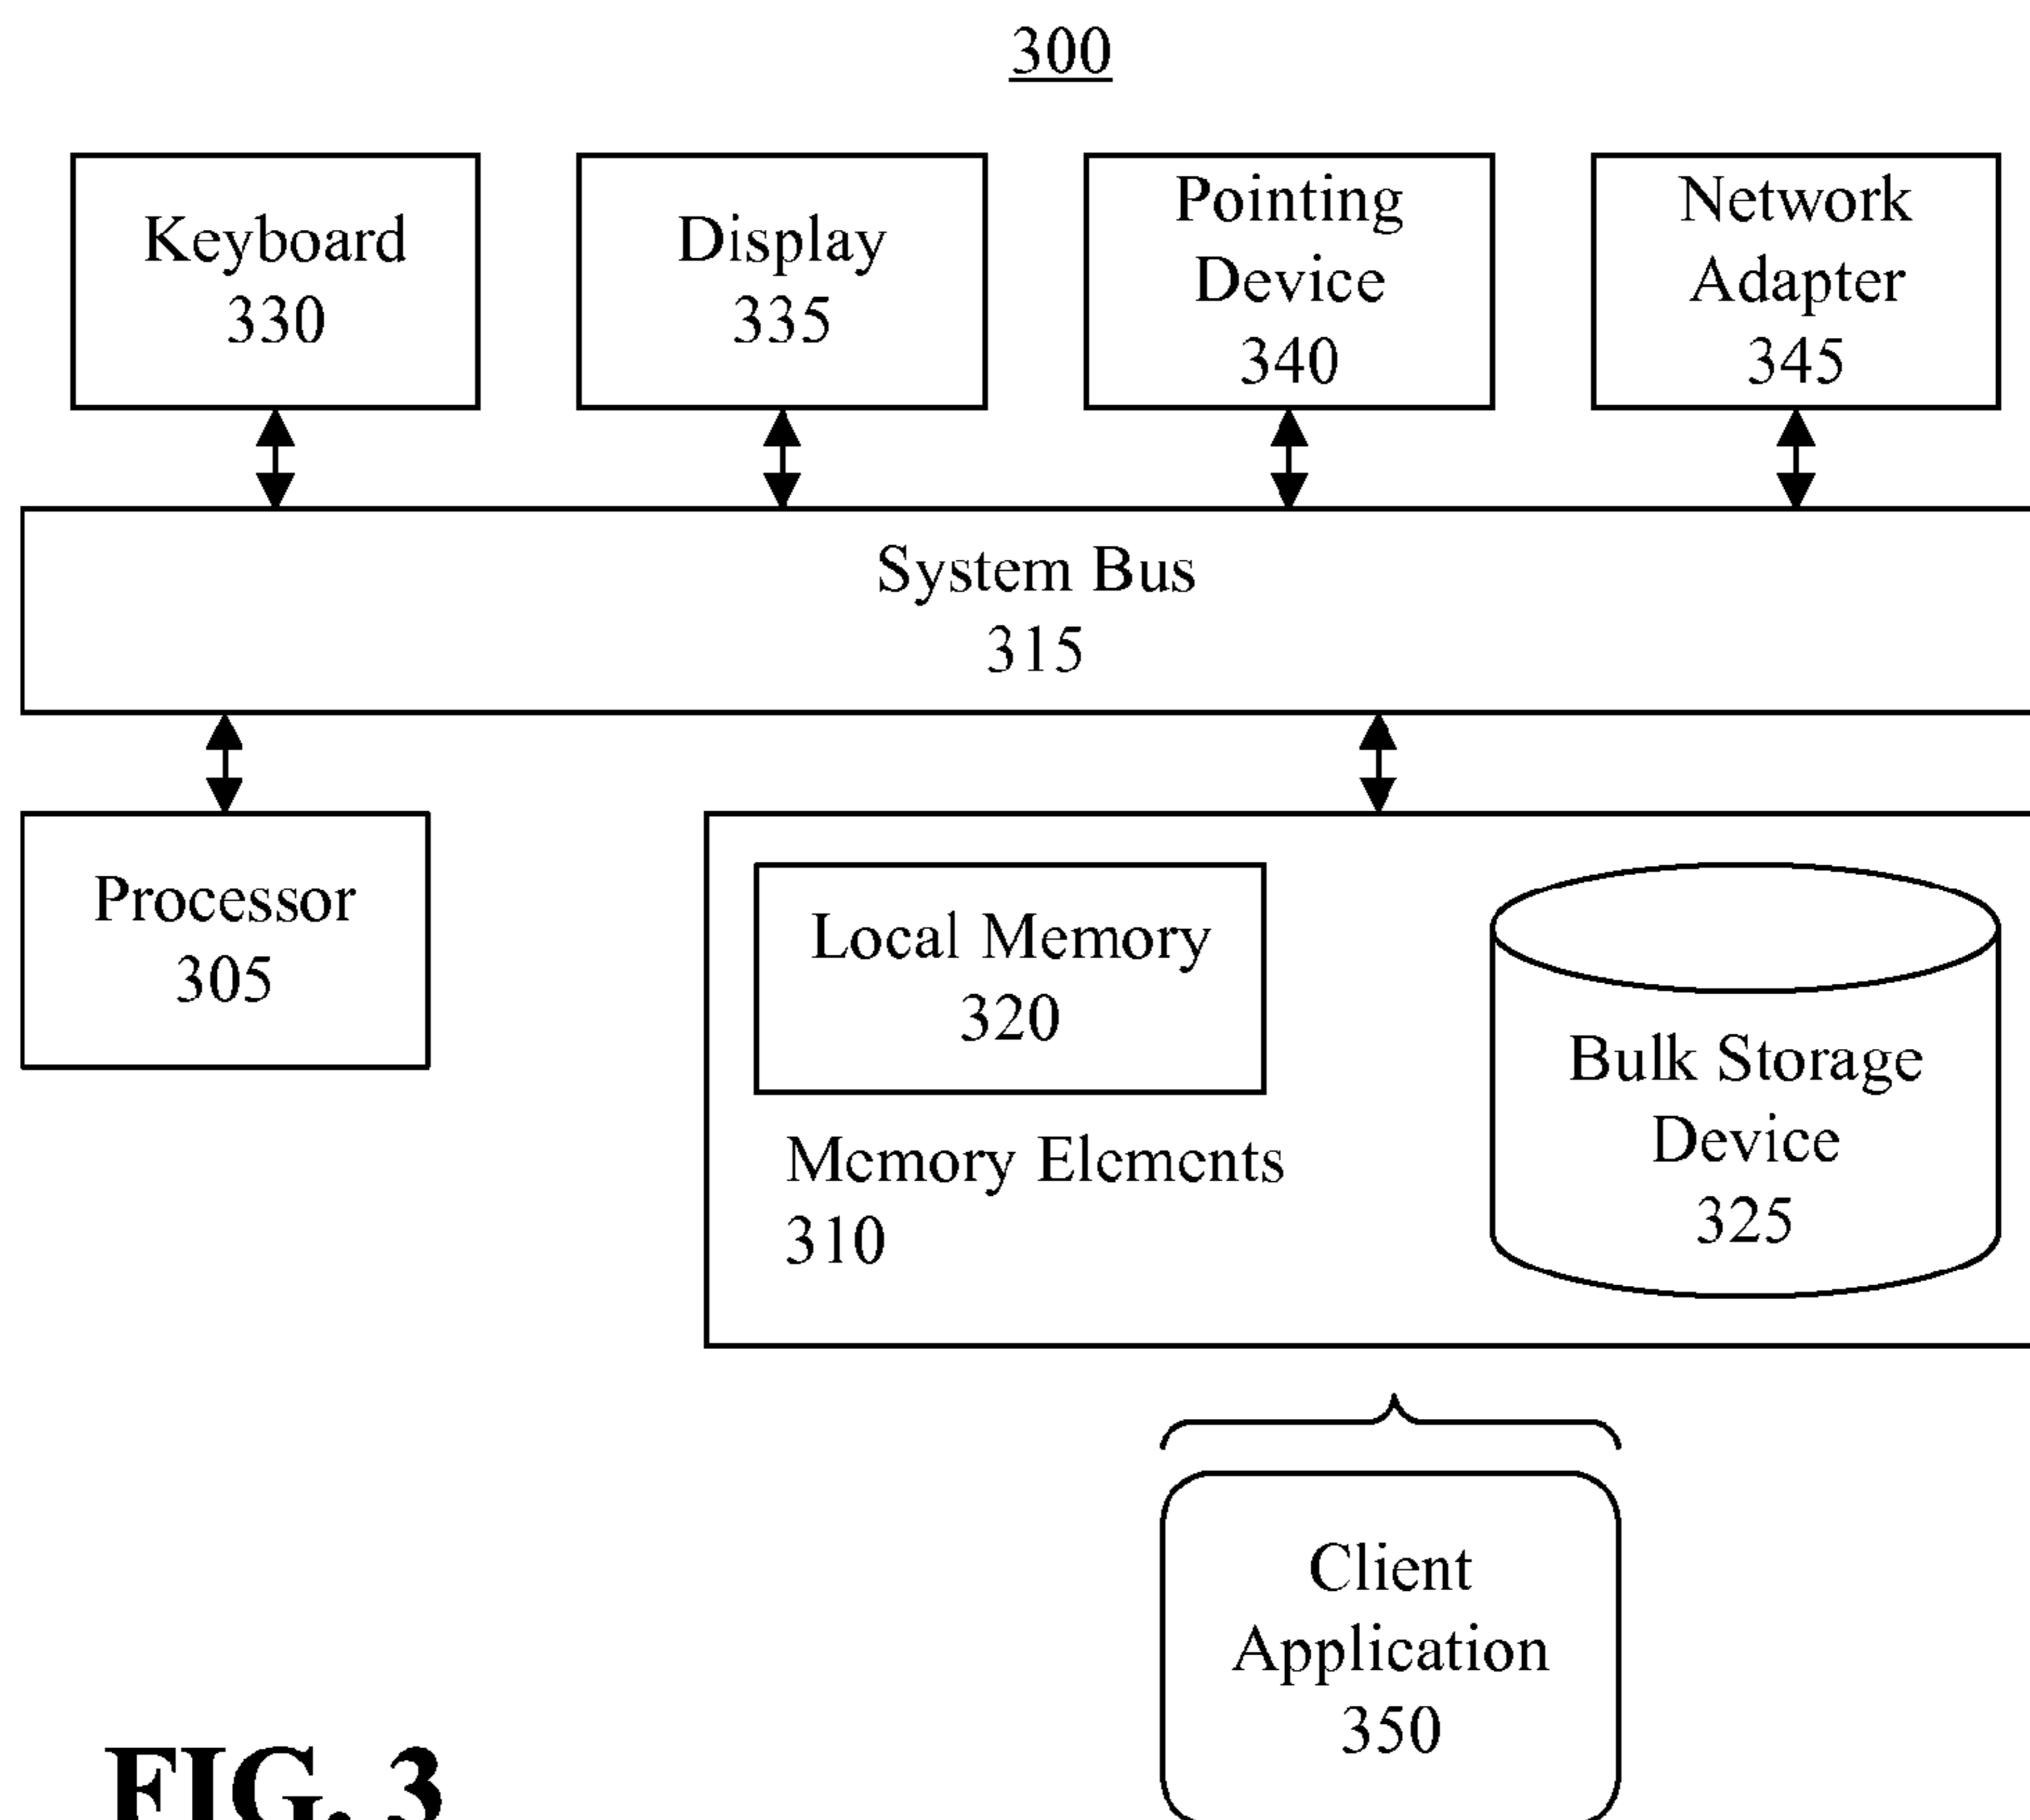 300
Keyboard
330
Display
335
Pointing
Device
340
Network
Adapter
345
System Bus
315
Processor
305
Local Memory
320
Memory Elements
310
Bulk Storage
Device
325
Client
Application
350
FIG. 3